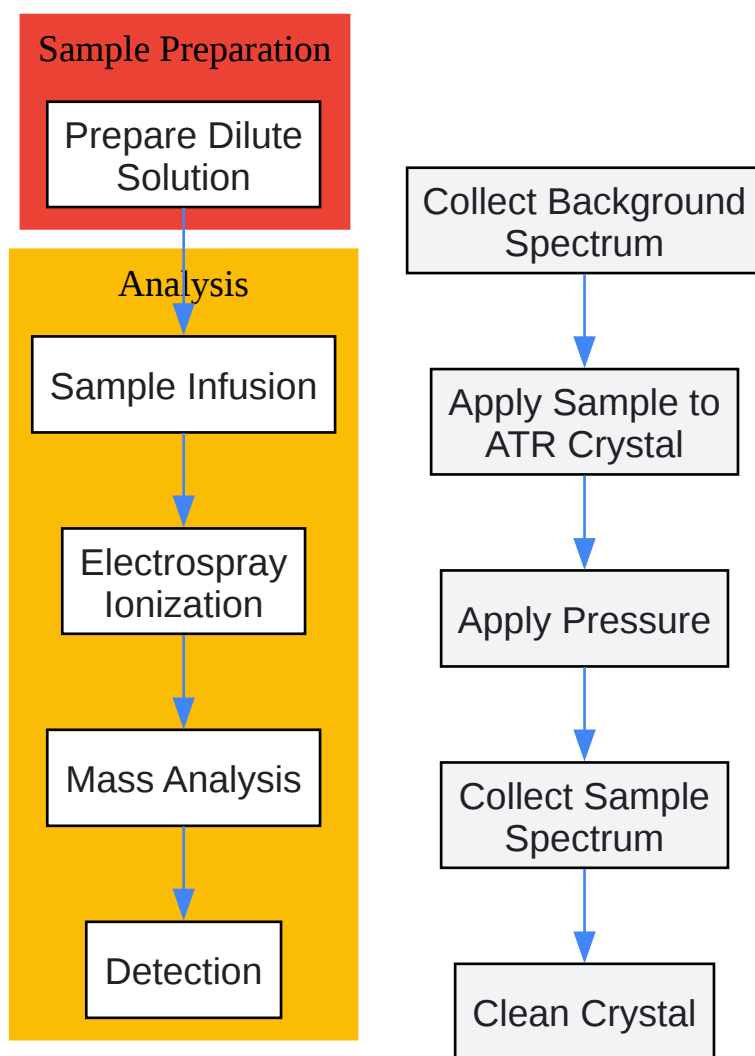 Sample Preparation
Prepare Dilute
Solution
Analysis
Sample Infusion
Electrospray
Ionization
Mass Analysis
Detection
Collect Background
Spectrum
Apply Sample to
ATR Crystal
Apply Pressure
Collect Sample
Spectrum
Clean Crystal